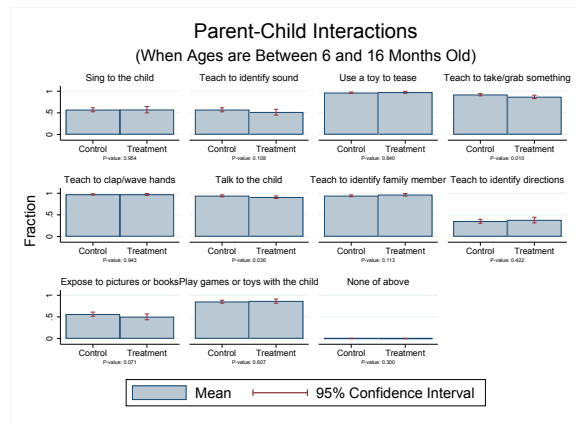 Parent-Child Interactions
(When Ages are Between 6 and 16 Months Old)
Sing to the child
Teach to identify sound
Use a toy to tease
Teach to take/grab something
0 .5 1
Control Treatment
P-value: 0.954
Control Treatment
P-value: 0.108
Control Treatment
P-value: 0.840
Control Treatment
P-value: 0.010
Teach to clap/wave hands
Talk to the child
Teach to identify family member
Teach to identify directions
0 .5 1
Control Treatment
P-value: 0.943
Control Treatment
P-value: 0.036
Control Treatment
P-value: 0.113
Control Treatment
P-value: 0.422
Fraction
Expose to pictures or books
Play games or toys with the child
None of above
0 .5 1
Control Treatment
P-value: 0.071
Control Treatment
P-value: 0.607
Control Treatment
P-value: 0.300
Mean
95% Confidence Interval